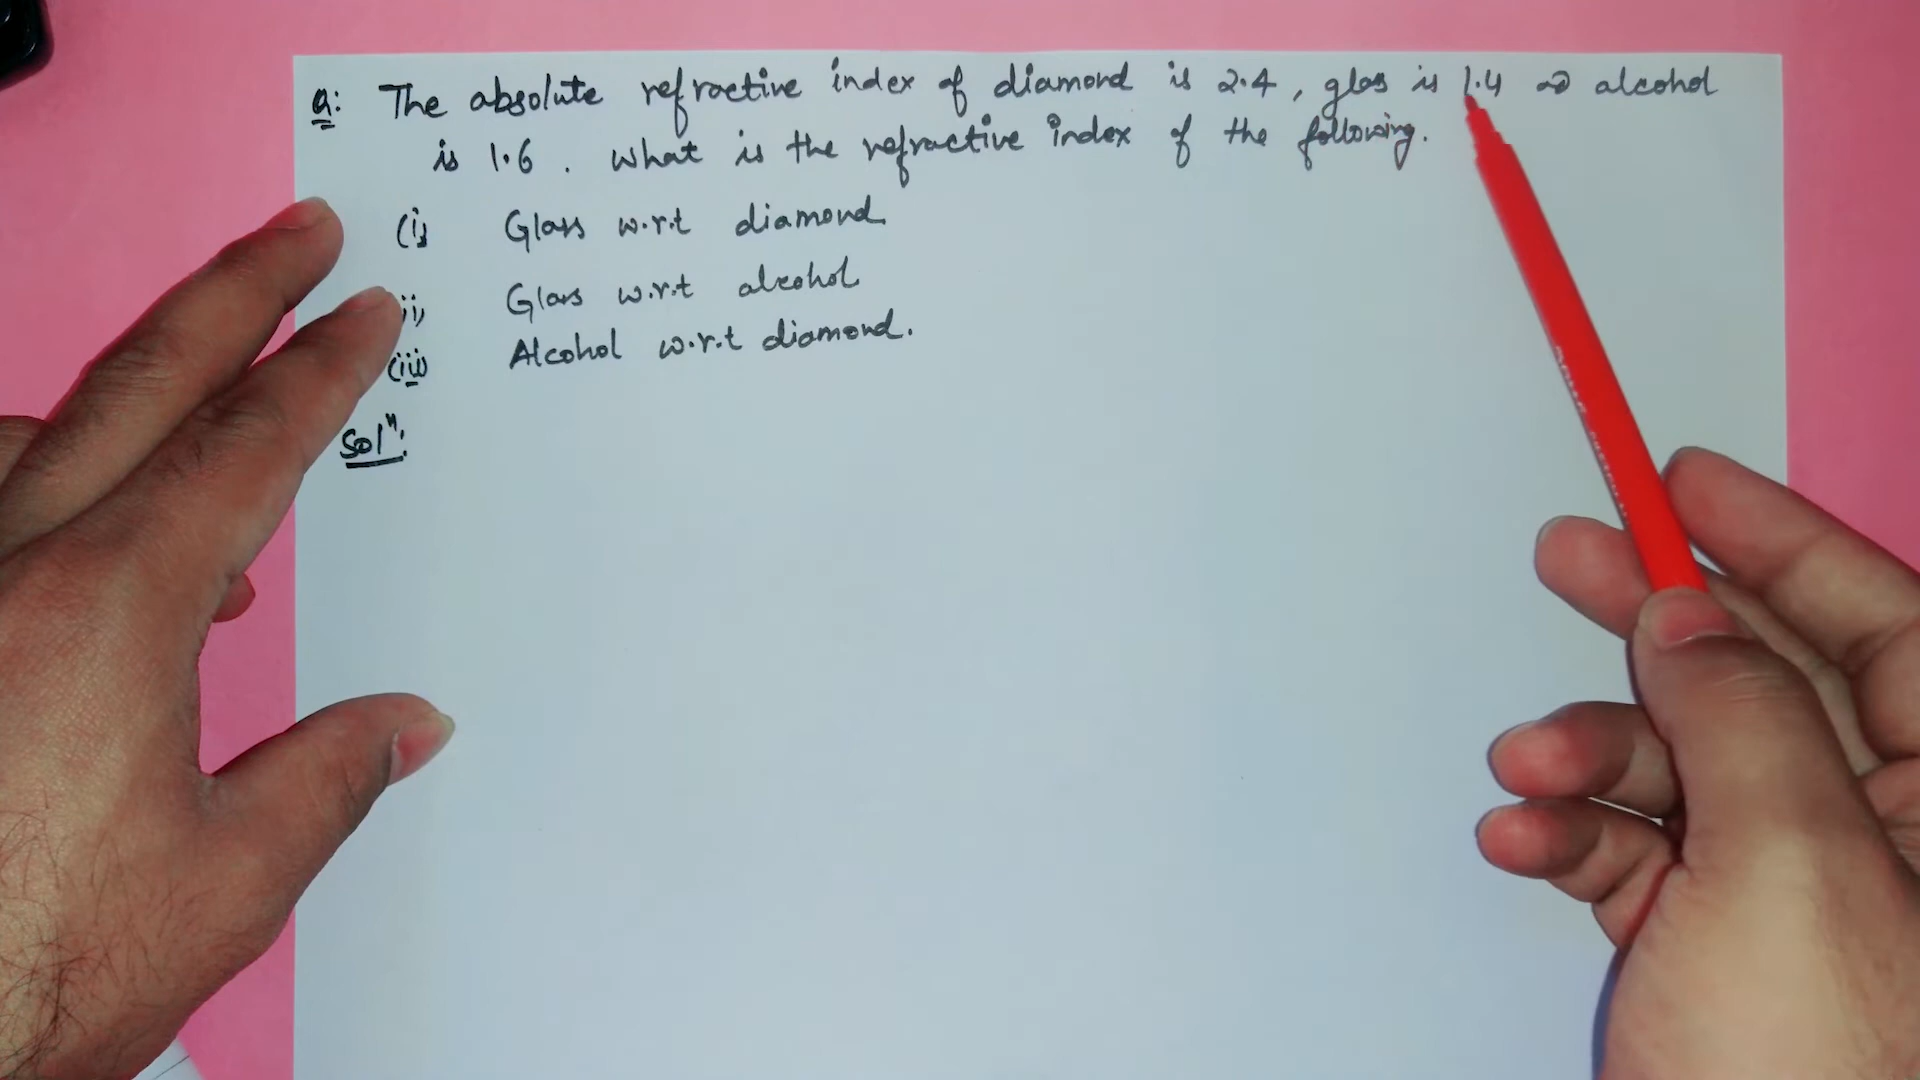 Q: The absolute refractive index of diamond is 2.4, glas is 1.4 alcohol
is 1.6. What is the refractive index of the following.
(i) Glass w.r.t diamond
ii) Glass w.r.t alcohol
(iii) Alcohol w.r.t diamond.
Solⁿ: